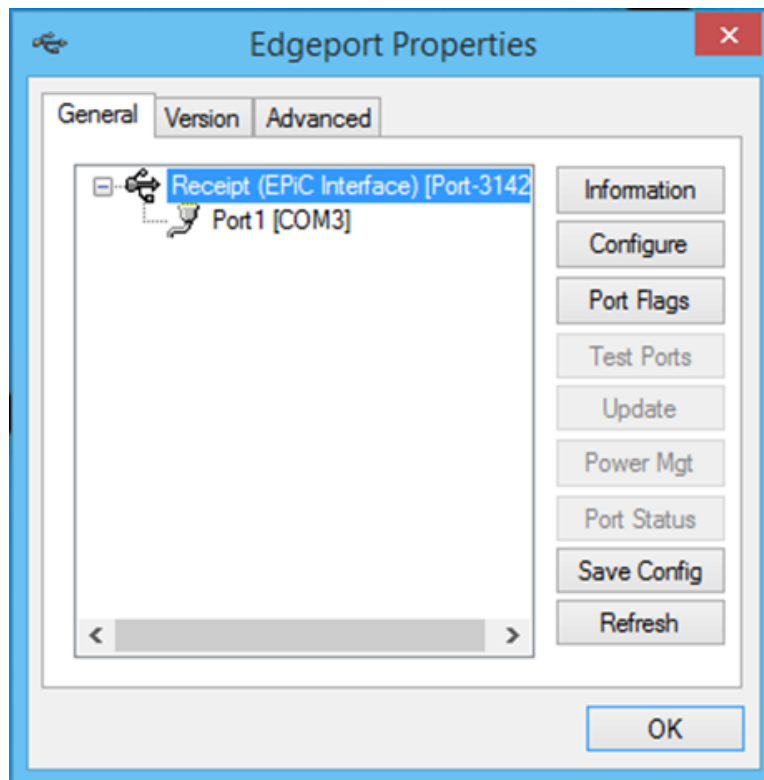 Edgeport Properties
General Version Advanced
Receipt (EPiC Interface) [Port-3142
Port1 [COM3]
Information
Configure
Port Flags
Test Ports
Update
Power Mgt
Port Status
Save Config
Refresh
OK